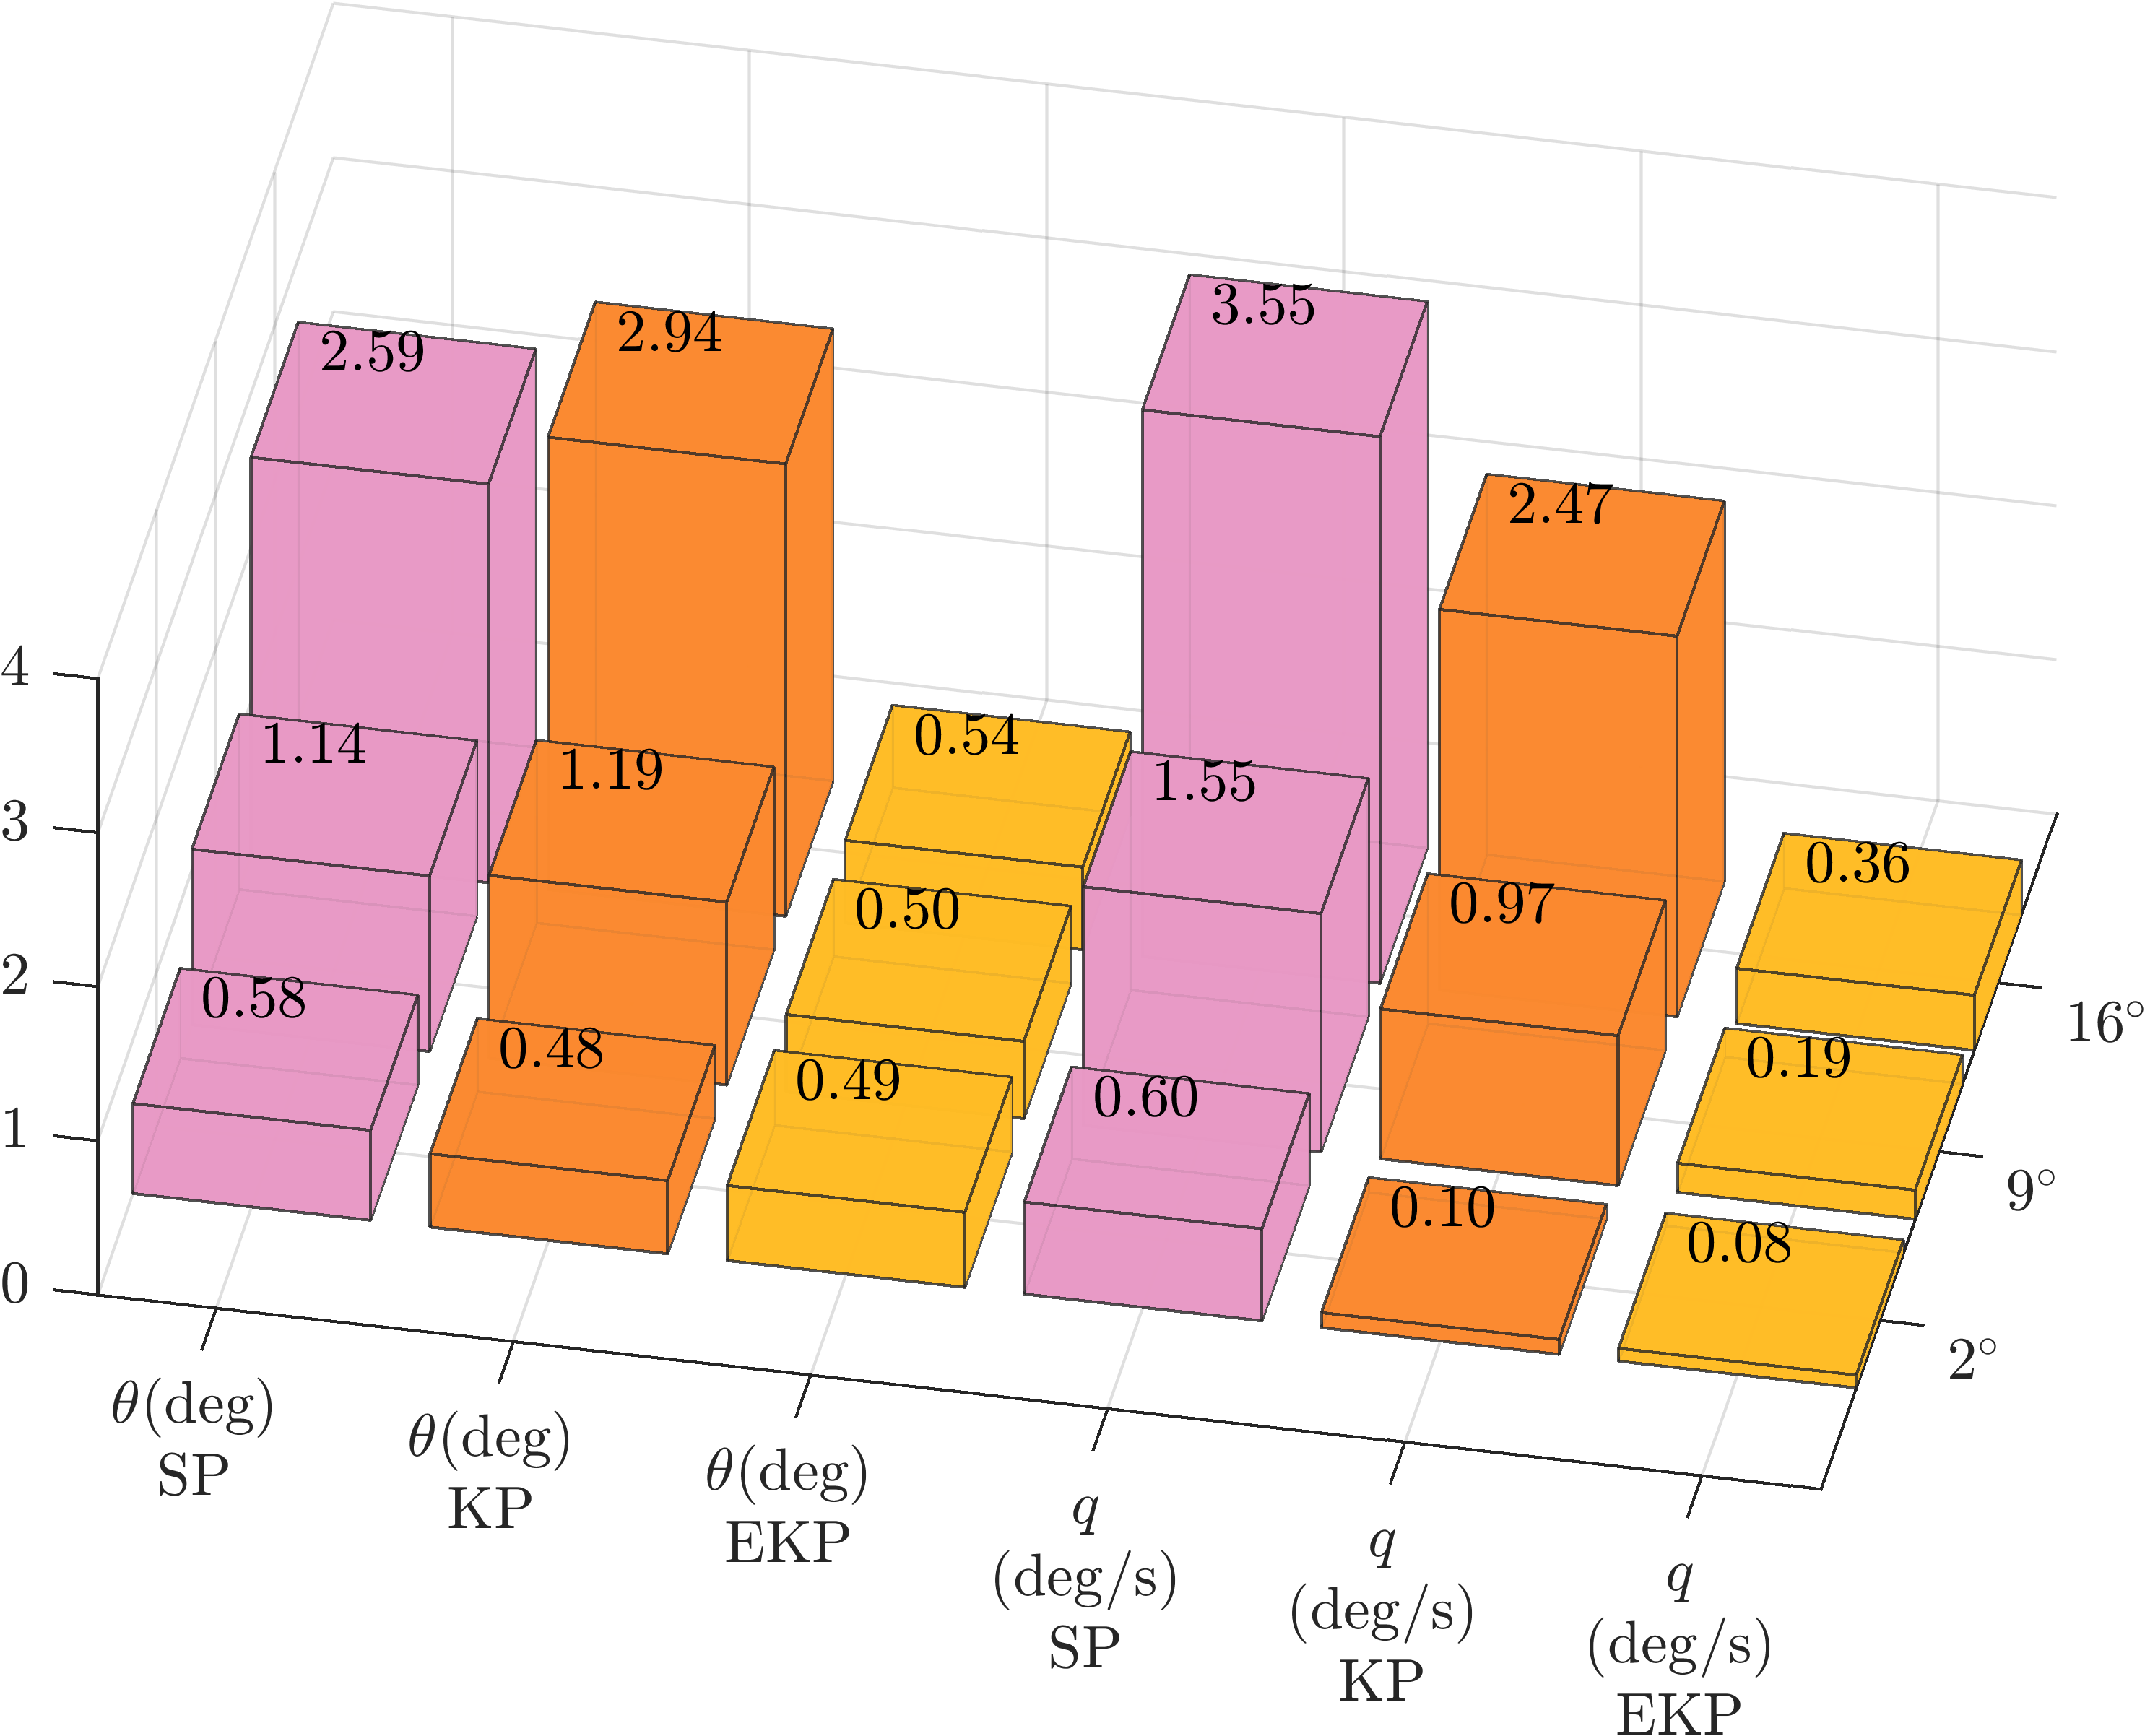 3.55
2.94
2.59
2.47
0.54
1.14
1.19
1.55
0.36
0.50
0.97
0.58
0.48
0.19
0.49
0.60
0.10
0.08
4
3
2
1
0
16°
9°
2°
θ(deg)
SP
θ(deg)
KP
θ(deg)
EKP
q
(deg/s)
SP
q
(deg/s)
KP
q
(deg/s)
EKP